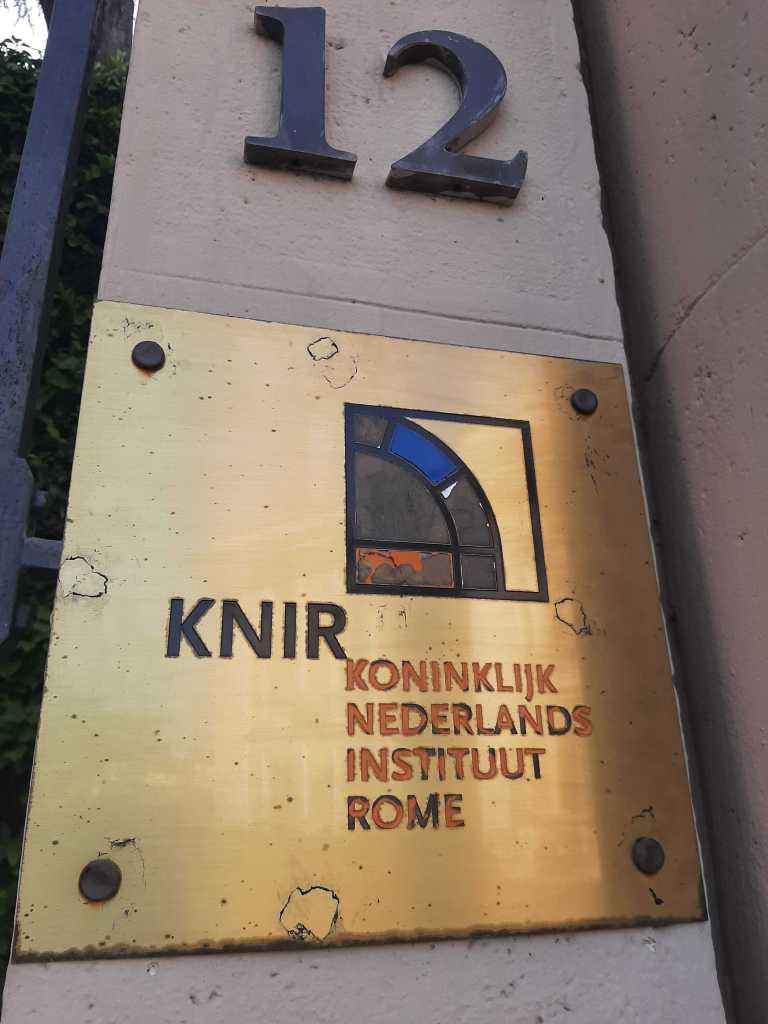 12
KNIR
KONINKLIJK
NEDERLANDS
INSTITUUT
ROME